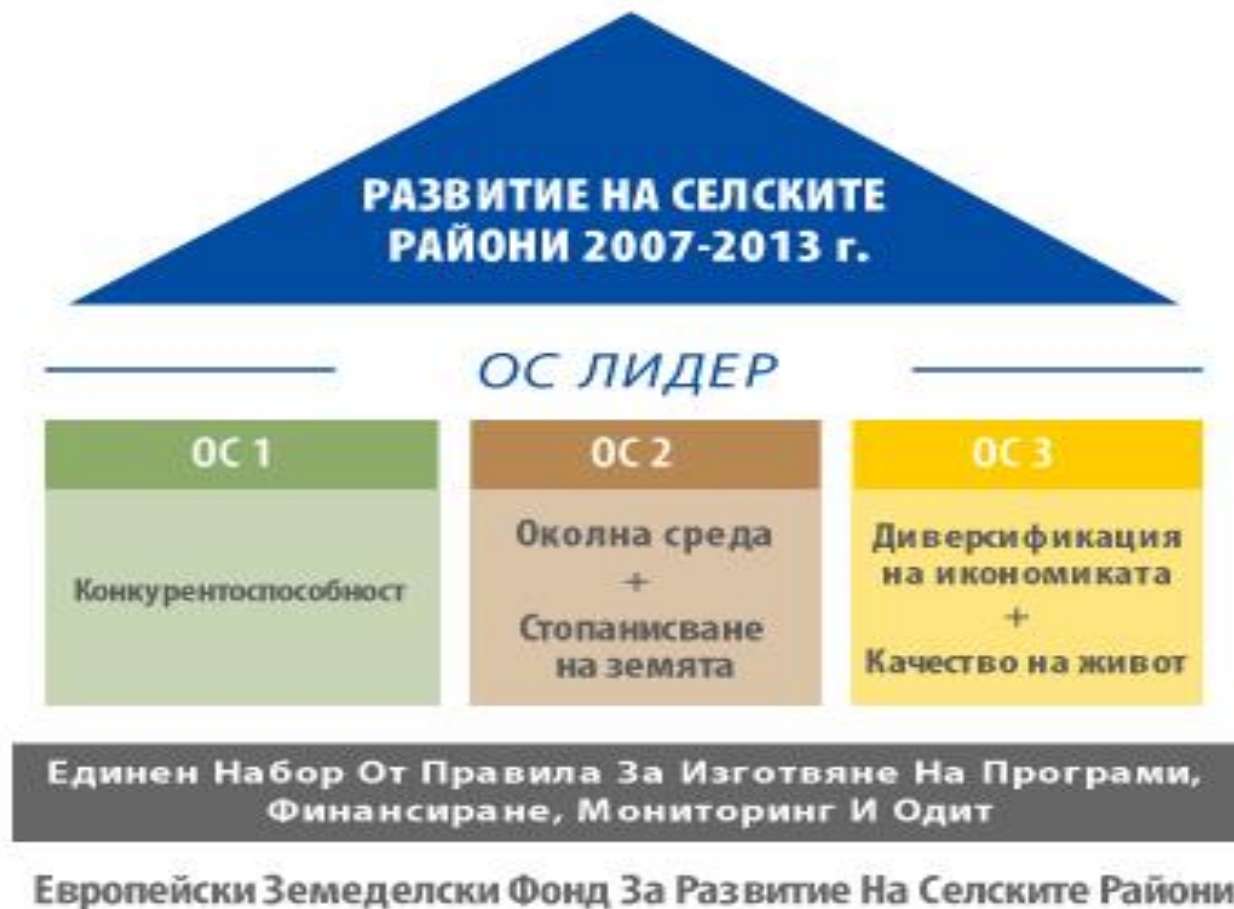 РАЗВИТИЕ НА СЕЛСКИТЕ
РАЙОНИ 2007-2013 г.
ОС ЛИДЕР
ОС 1
Конкурентоспособност
ОС 2
Околна среда
+
Стопанисване
на земята
ОС 3
Диверсификация
на икономиката
+
Качество на живот
Единен Набор От Правила За Изготвяне На Програми,
Финансиране, Мониторинг И Одит
Европейски Земеделски Фонд За Развитие На Селските Райони